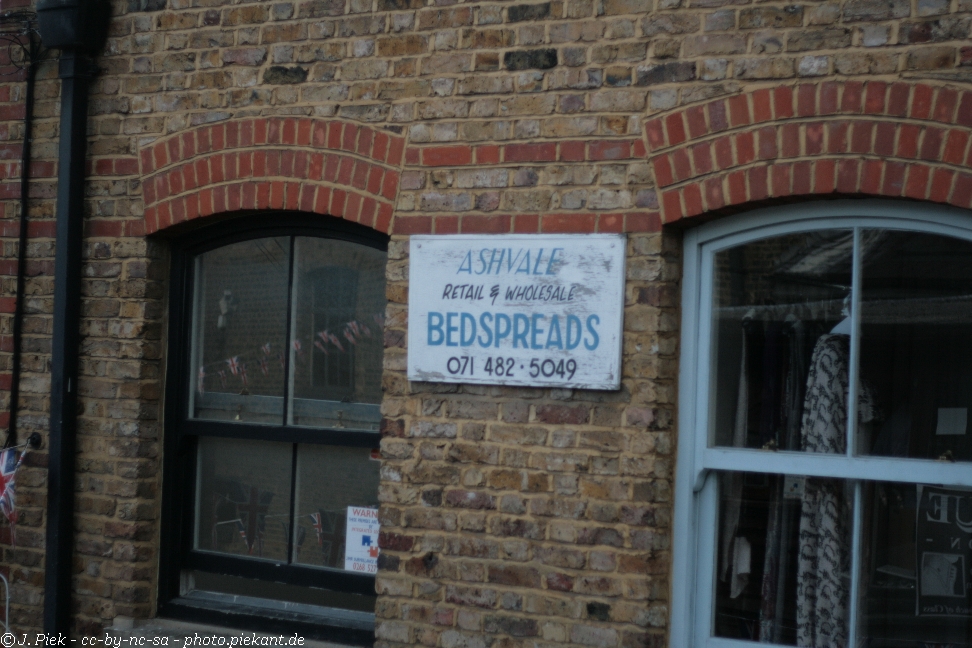 ASHVALE
RETAIL & WHOLESALE
BEDSPREADS
071 482·5049
WARN
©J. Piek - cc-by-nc-sa - photo.piekant.de